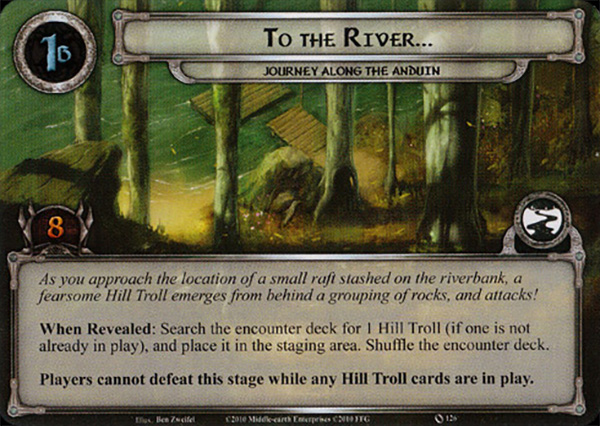 1B
TO THE RIVER...
JOURNEY ALONG THE ANDUIN
8
As you approach the location of a small raft stashed on the riverbank, a
fearsome Hill Troll emerges from behind a grouping of rocks, and attacks!
When Revealed: Search the encounter deck for 1 Hill Troll (if one is not
already in play), and place it in the staging area. Shuffle the encounter deck.
Players cannot defeat this stage while any Hill Troll cards are in play.
Illus. Ben Zweifel ©2010 Middle-earth Enterprises ©2010 FFG 126